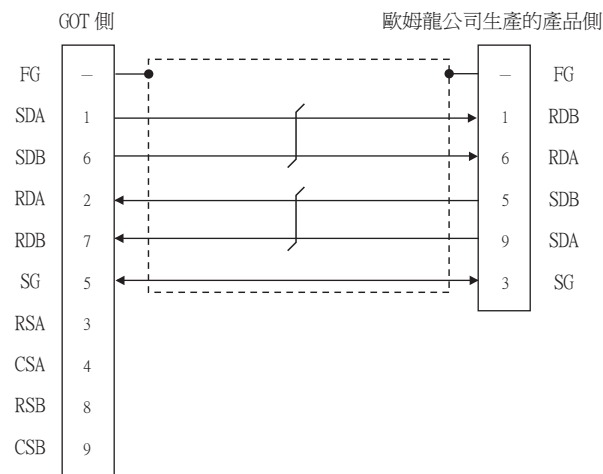 GOT 側 歐姆龍公司生產的產品側
FG – – FG
SDA 1 1 RDB
SDB 6 6 RDA
RDA 2 5 SDB
RDB 7 9 SDA
SG 5 3 SG
RSA 3
CSA 4
RSB 8
CSB 9